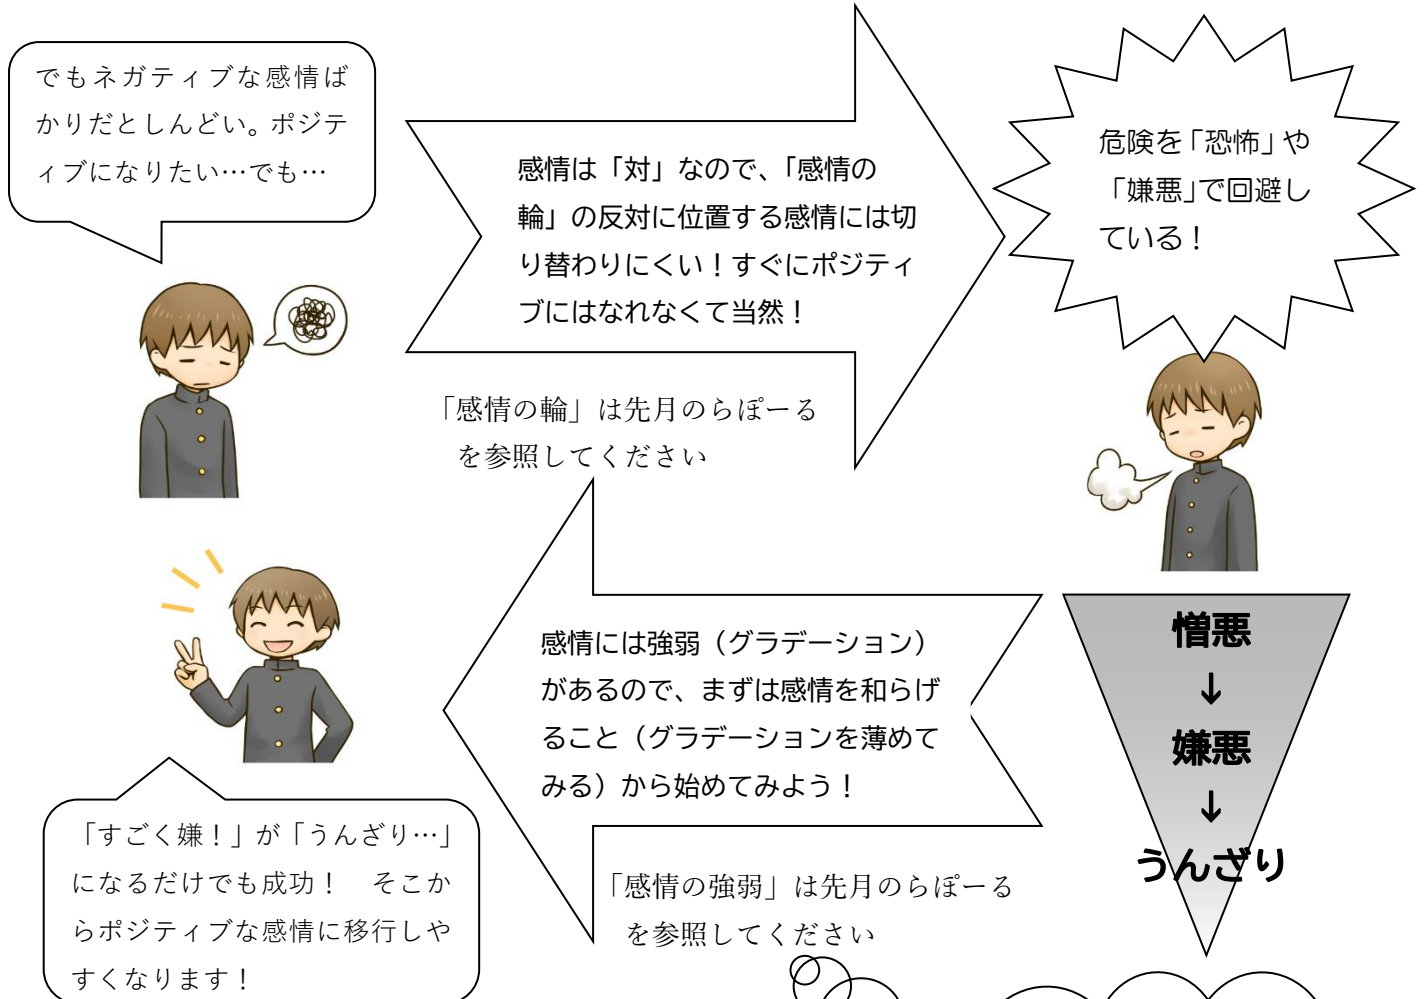 でもネガティブな感情ば
かりだとしんどい。ポジテ
ィブになりたい…でも…
感情は「対」なので、「感情の
輪」の反対に位置する感情には切
り替わりにくい！すぐにポジティ
ブにはなれなくて当然！
危険を「恐怖」や
「嫌悪」で回避し
ている！
「感情の輪」は先月のらぽーる
を参照してください
憎悪
↓
嫌悪
↓
うんざり
感情には強弱（グラデーション）
があるので、まずは感情を和らげ
ること（グラデーションを薄めて
みる）から始めてみよう！
「感情の強弱」は先月のらぽーる
を参照してください
「すごく嫌！」が「うんざり…」
になるだけでも成功！　そこか
らポジティブな感情に移行しや
すくなります！